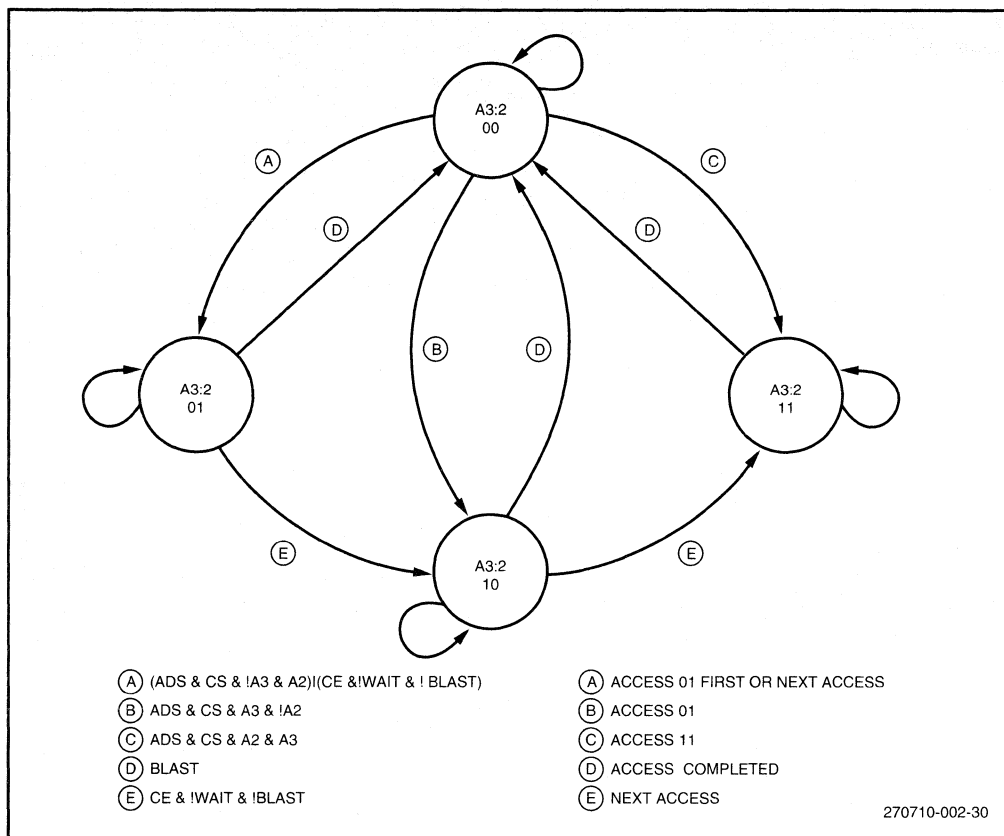 A3:2
00
A
C
D
D
B
D
A3:2
01
A3:2
11
E
E
A3:2
10
A (ADS & CS & !A3 & A2)I(CE &!WAIT & ! BLAST)
B ADS & CS & A3 & !A2
C ADS & CS & A2 & A3
D BLAST
E CE & !WAIT & !BLAST
A ACCESS 01 FIRST OR NEXT ACCESS
B ACCESS 01
C ACCESS 11
D ACCESS COMPLETED
E NEXT ACCESS
270710-002-30